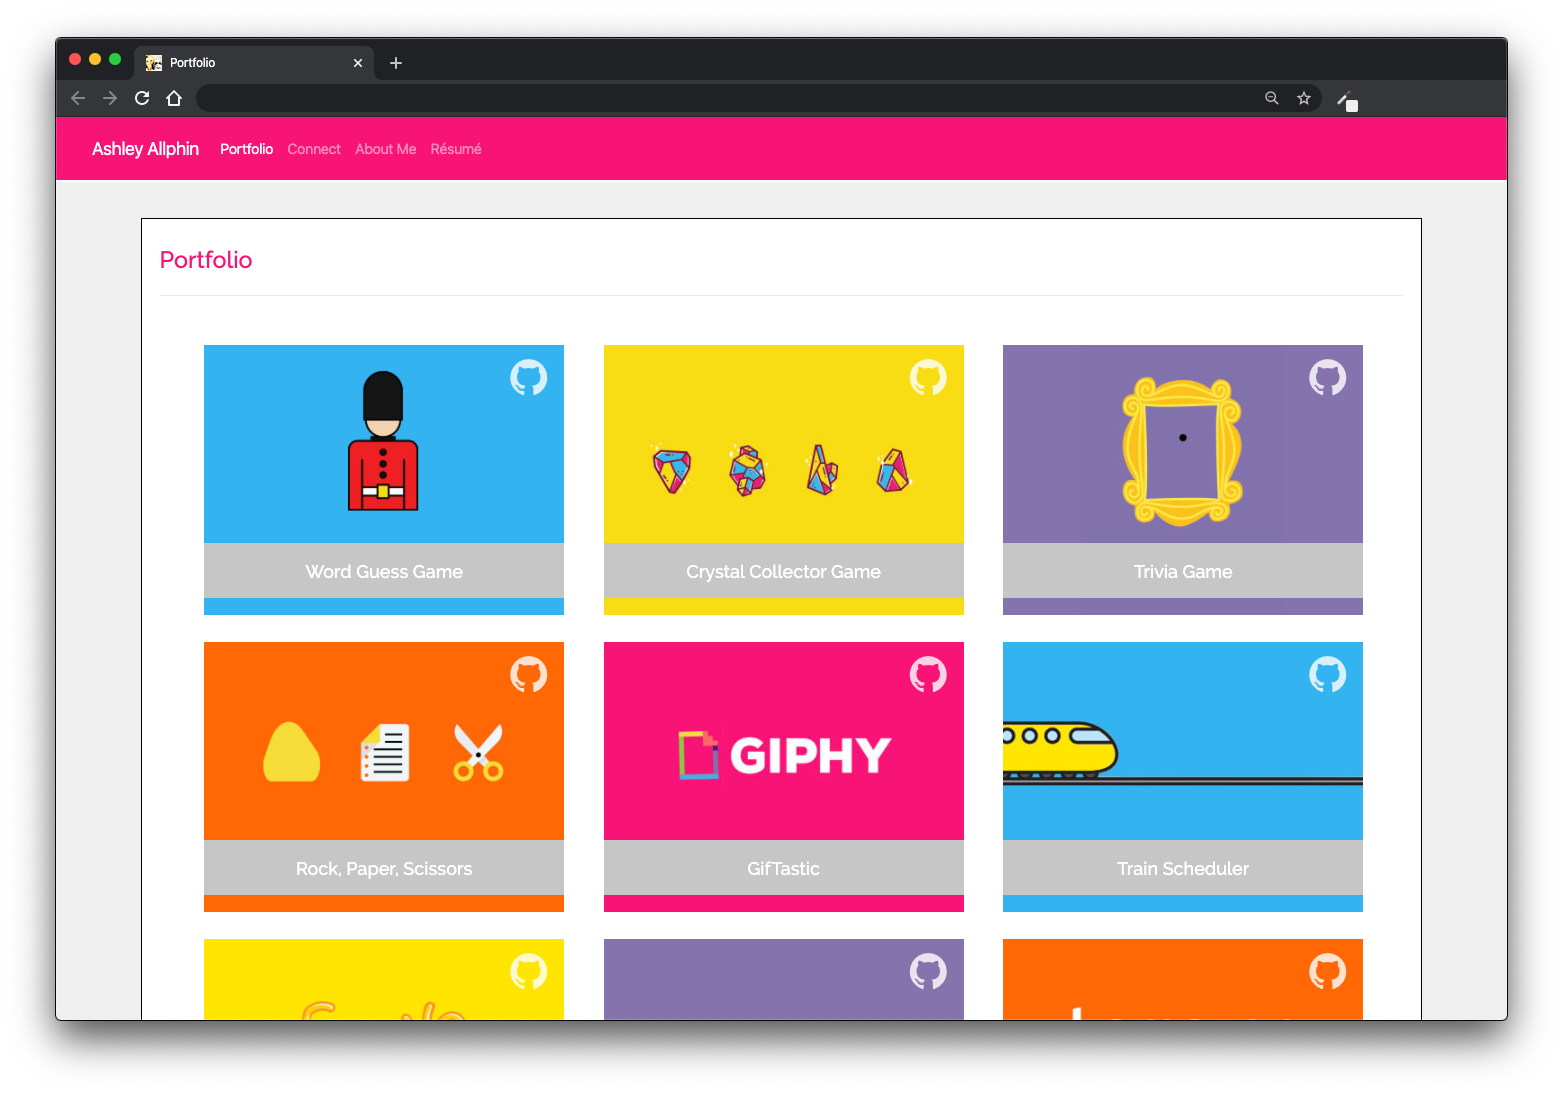 Portfolio
Ashley Allphin Portfolio Connect About Me Résumé
Portfolio
Word Guess Game
Crystal Collector Game
Trivia Game
GIPHY
Rock, Paper, Scissors
GifTastic
Train Scheduler